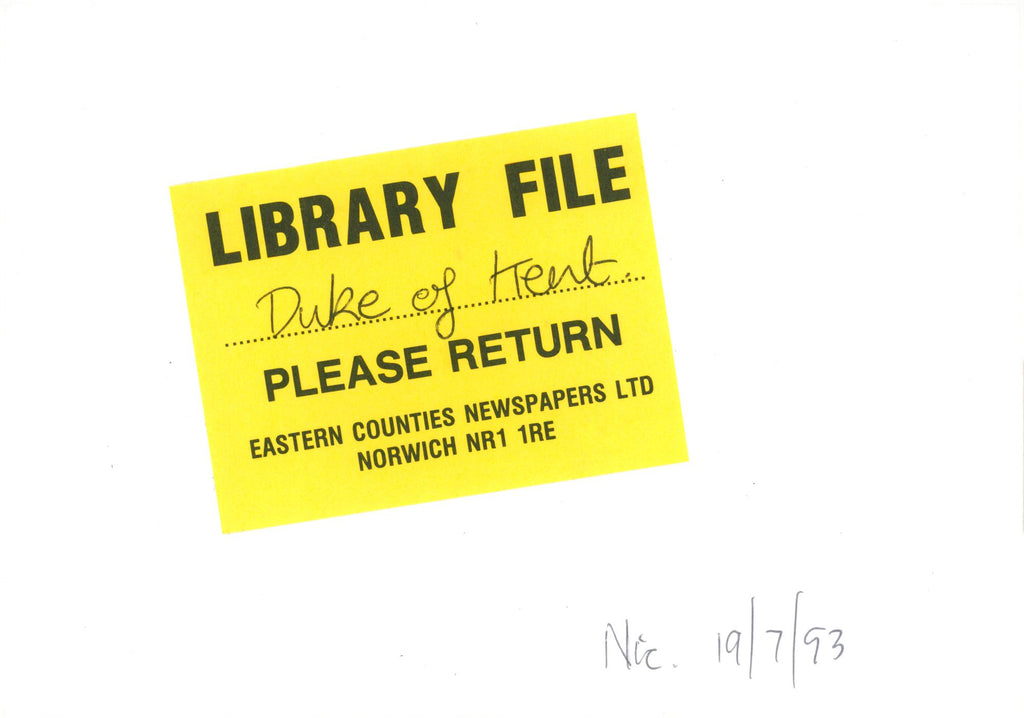 LIBRARY FILE
Duke of Kent.
PLEASE RETURN
EASTERN COUNTIES NEWSPAPERS LTD
NORWICH NR1 1RE
Nic. 19/7/93